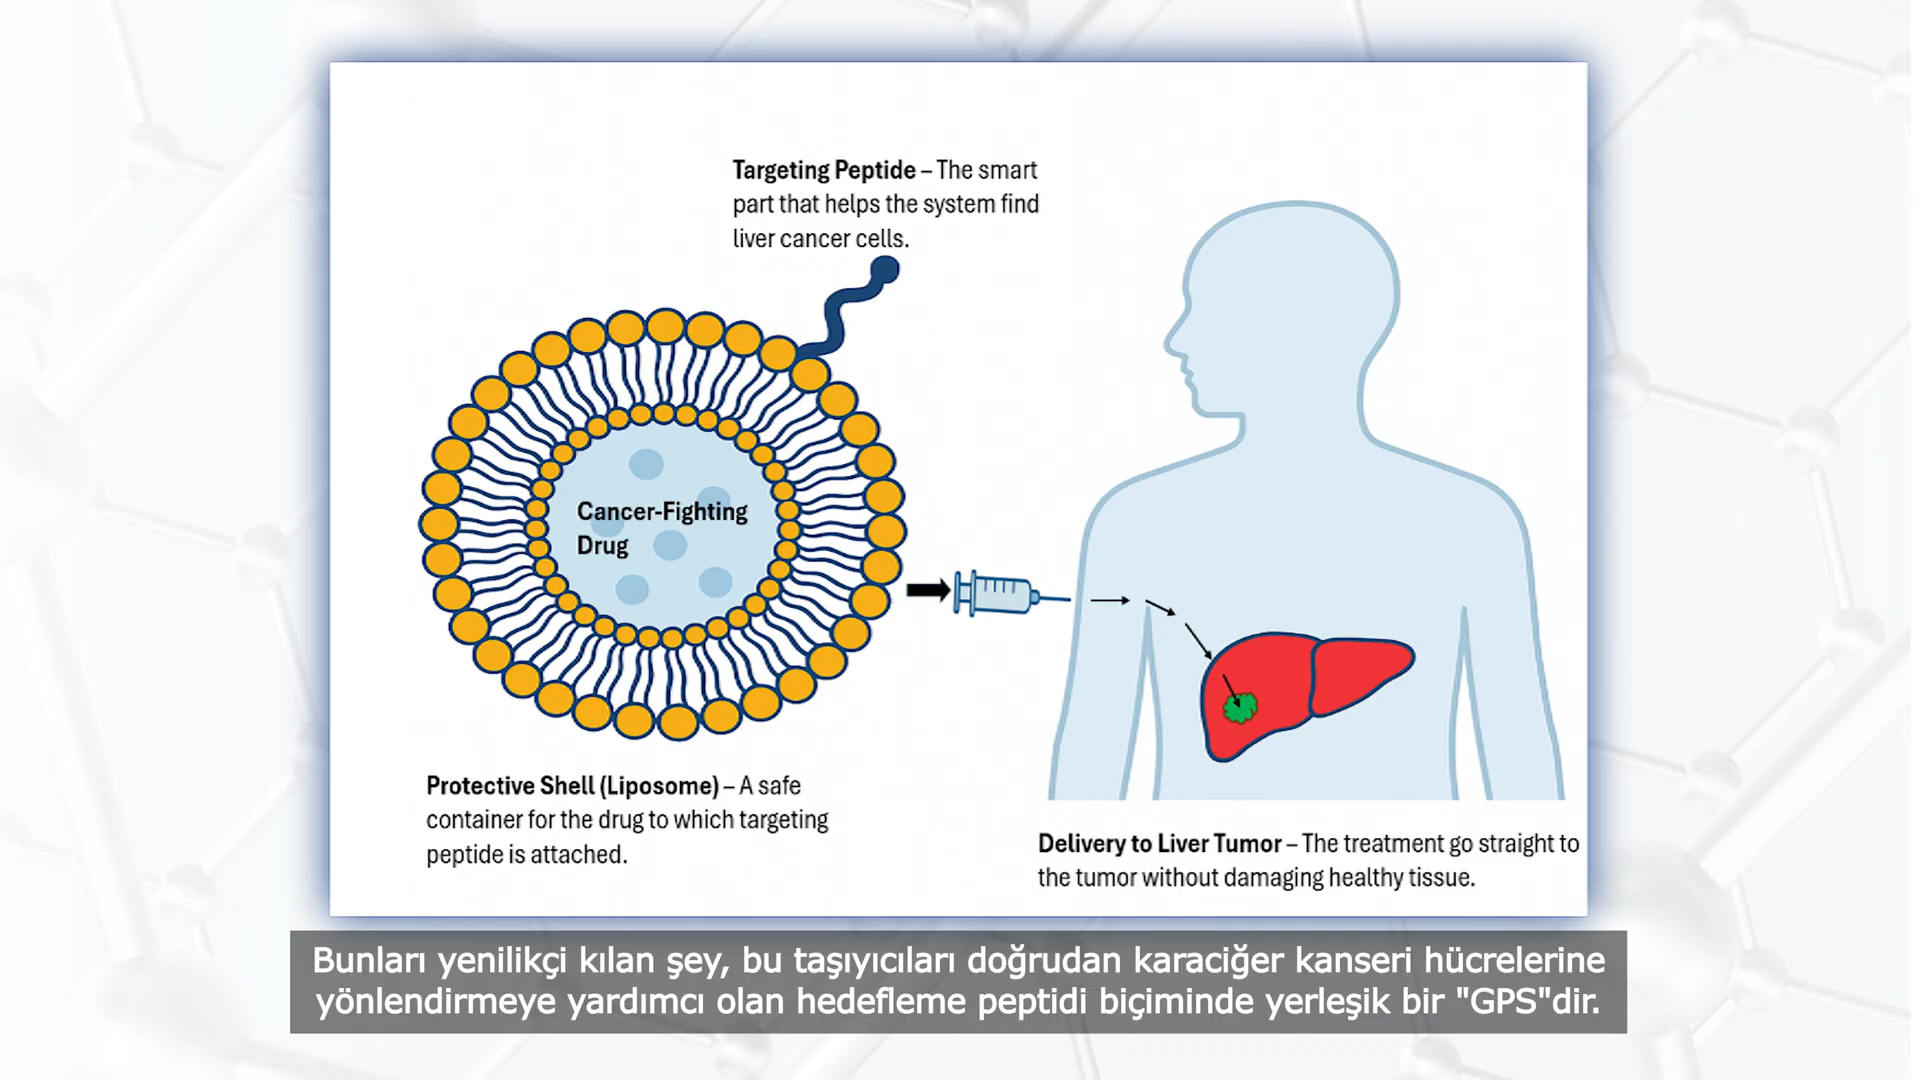 Targeting Peptide – The smart
part that helps the system find
liver cancer cells.
Cancer-Fighting
Drug
Protective Shell (Liposome) – A safe
container for the drug to which targeting
peptide is attached.
Delivery to Liver Tumor – The treatment go straight to
the tumor without damaging healthy tissue.
Bunları yenilikçi kılan şey, bu taşıyıcıları doğrudan karaciğer kanseri hücrelerine
yönlendirmeye yardımcı olan hedefleme peptidi biçiminde yerleşik bir "GPS"dir.